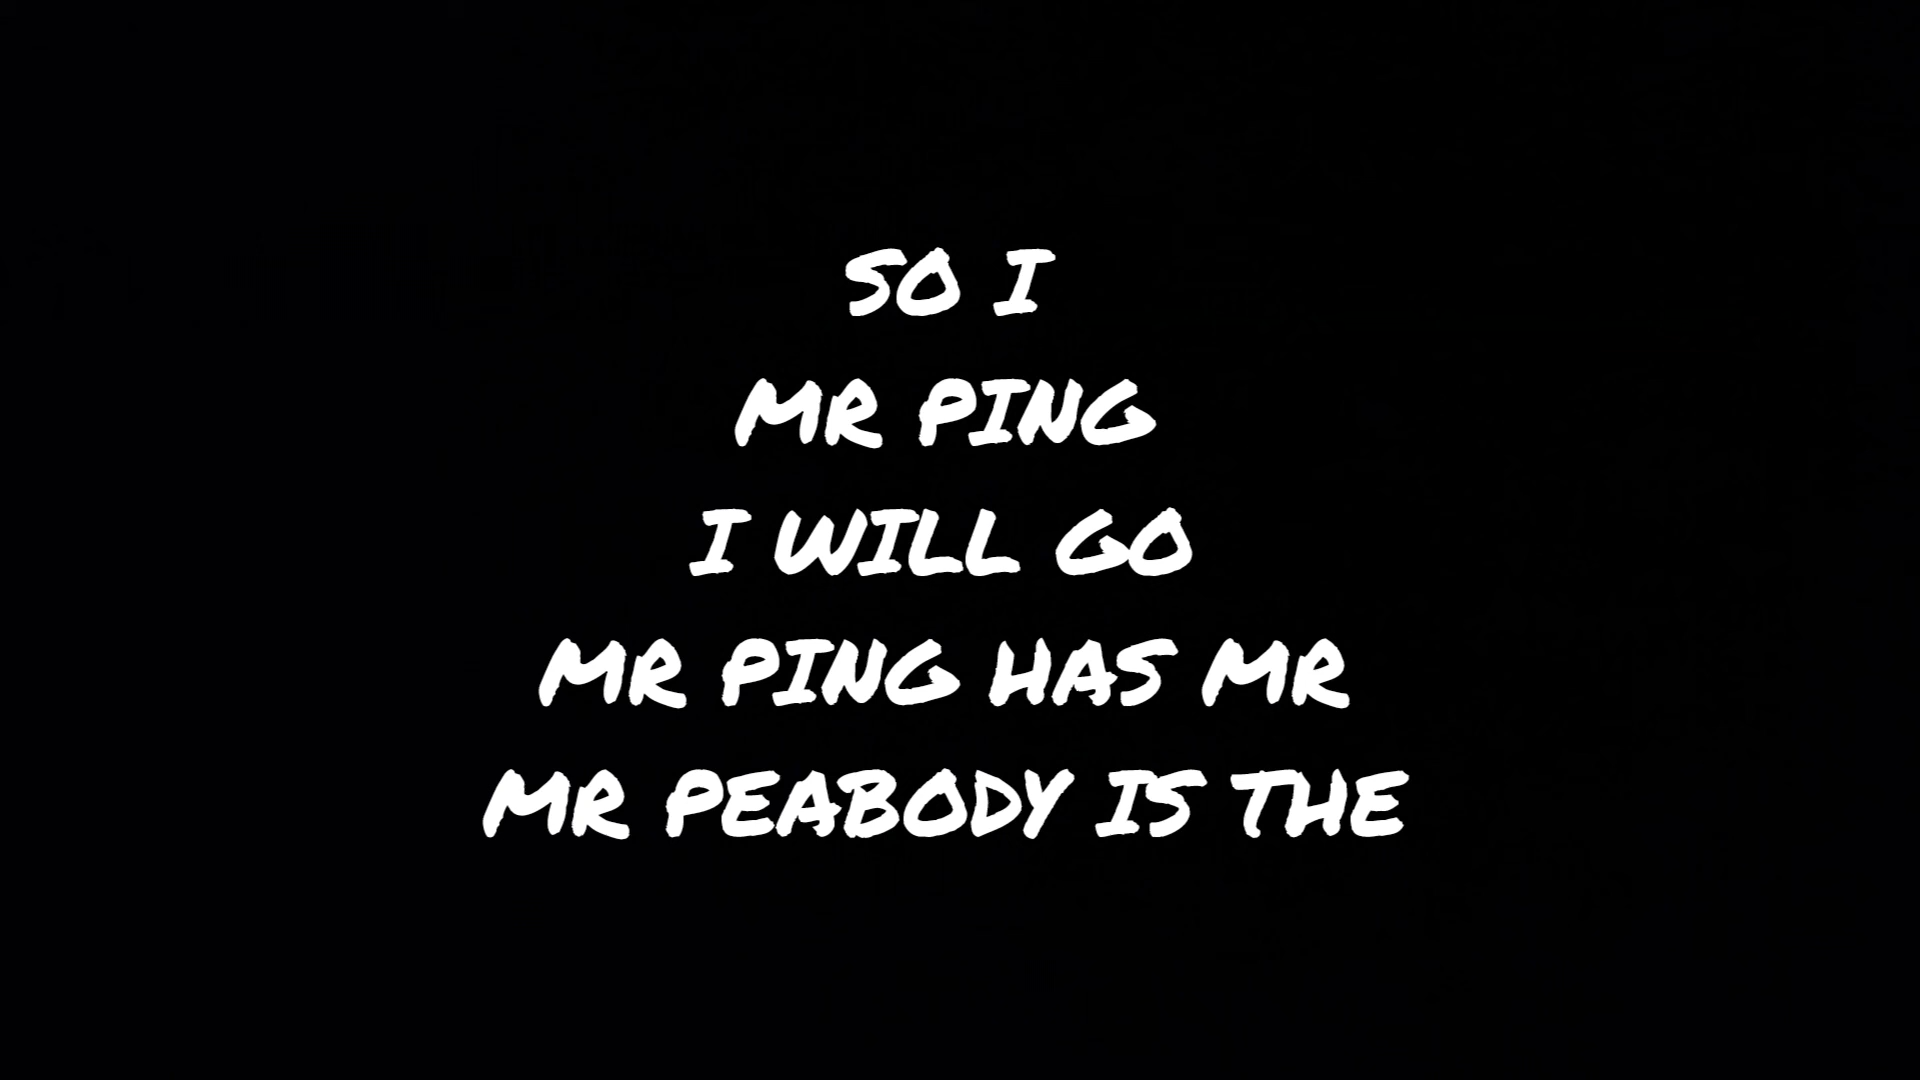 SO I
MR PING
I WILL GO
MR PING HAS MR
MR PEABODY IS THE